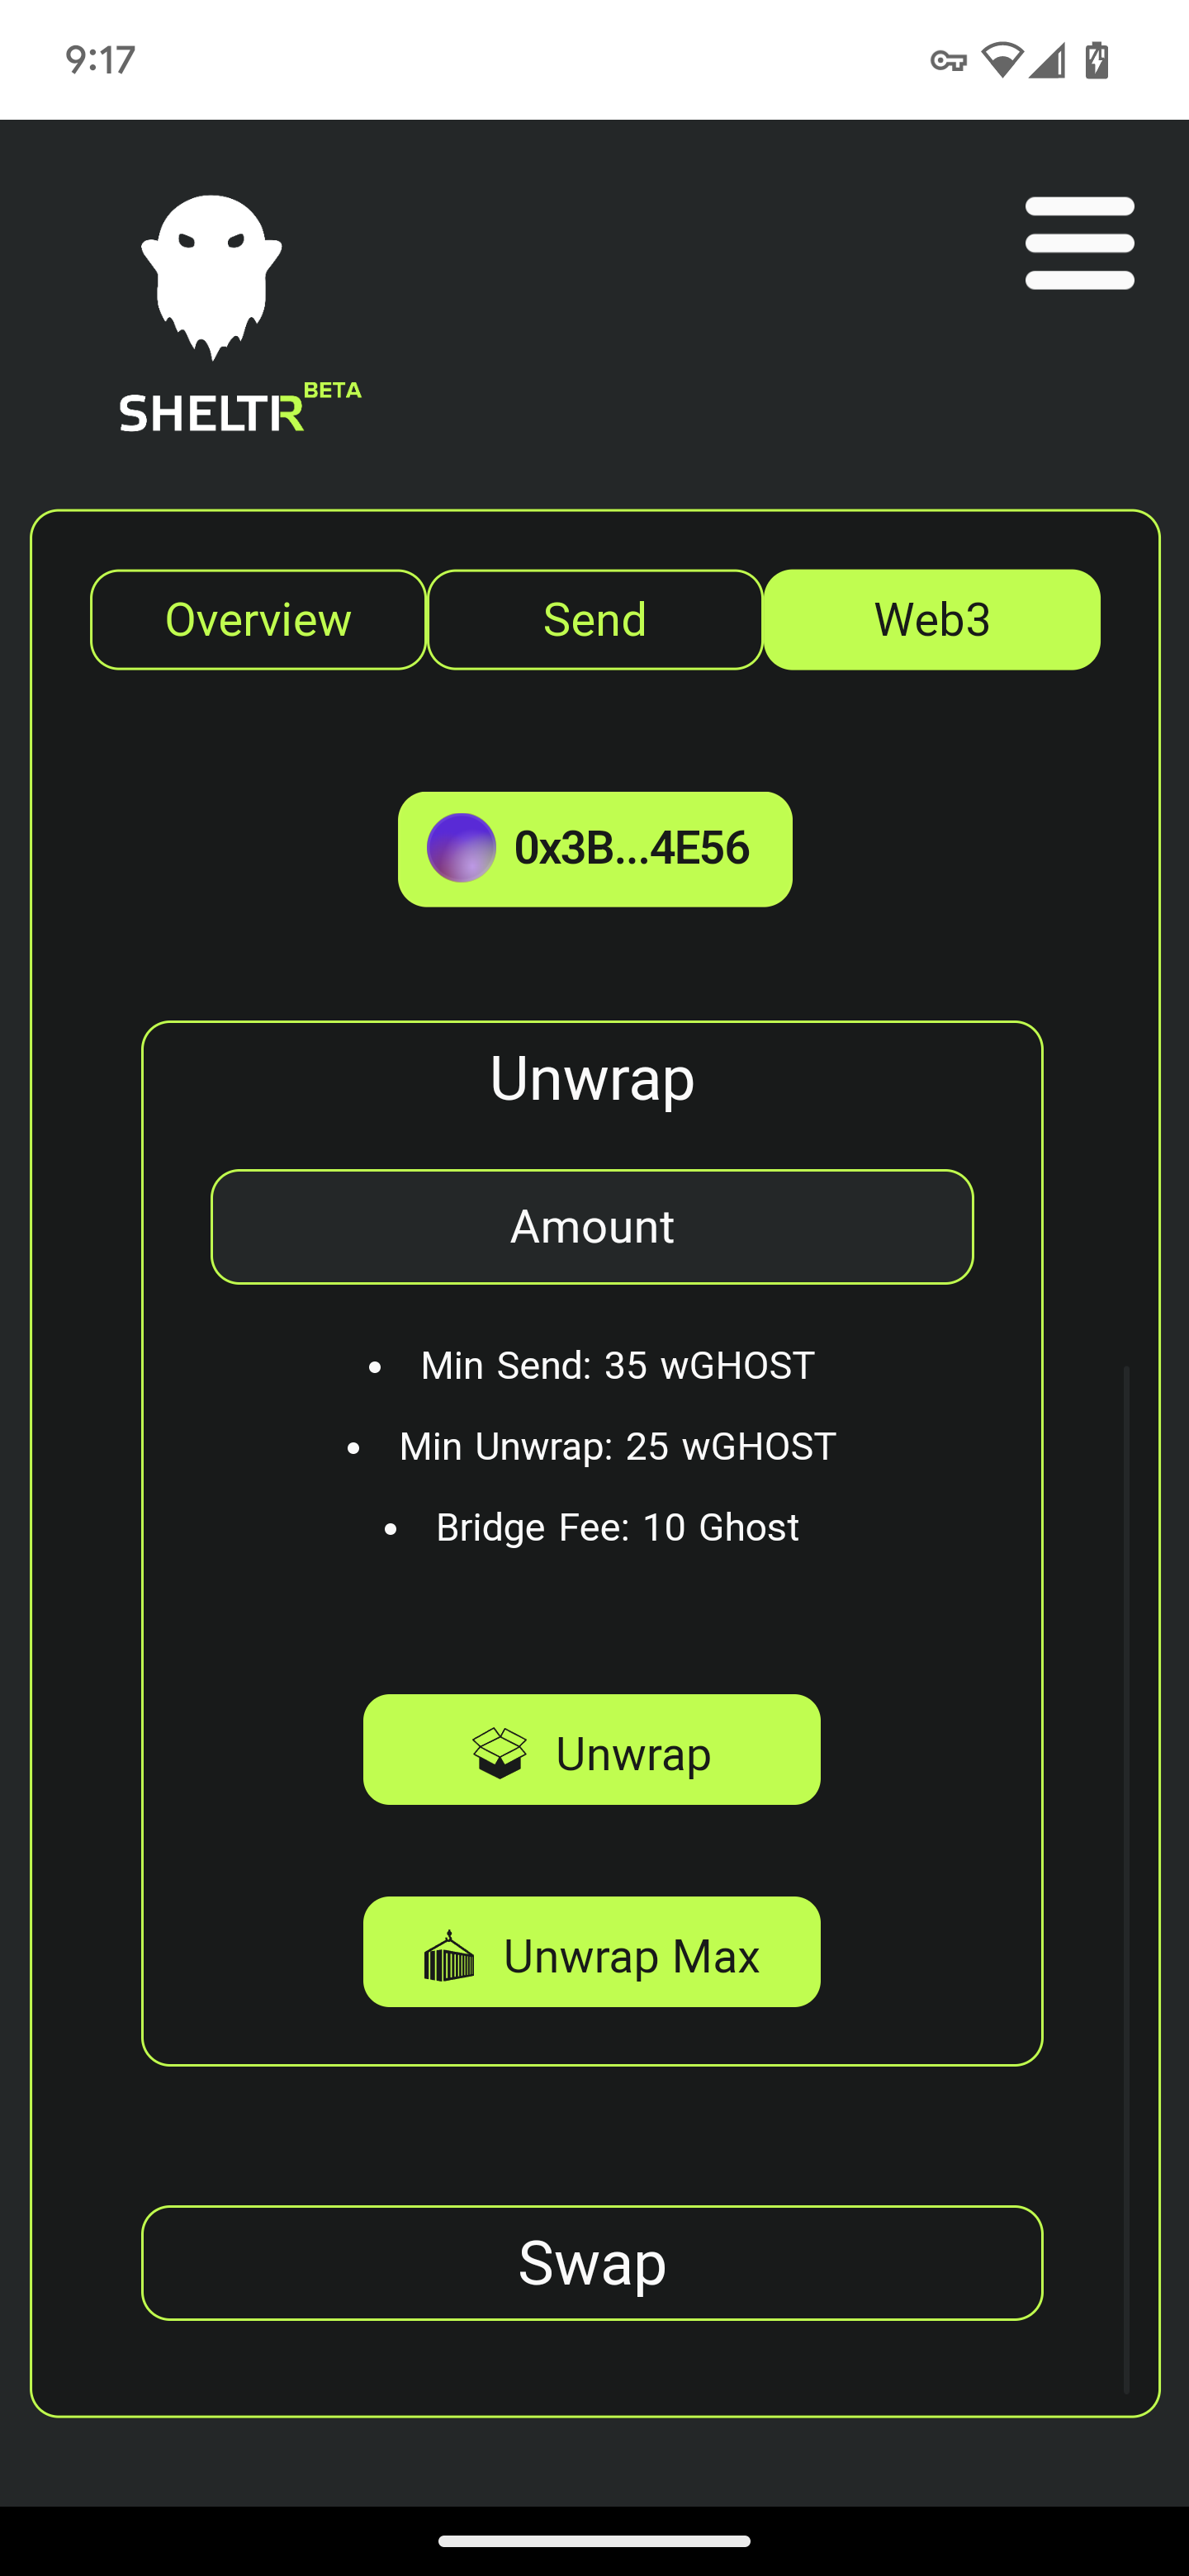 9:17
SHELTR BETA
Overview Send Web3
0x3B...4E56
Unwrap
Amount
• Min Send: 35 wGHOST
• Min Unwrap: 25 wGHOST
• Bridge Fee: 10 Ghost
Unwrap
Unwrap Max
Swap